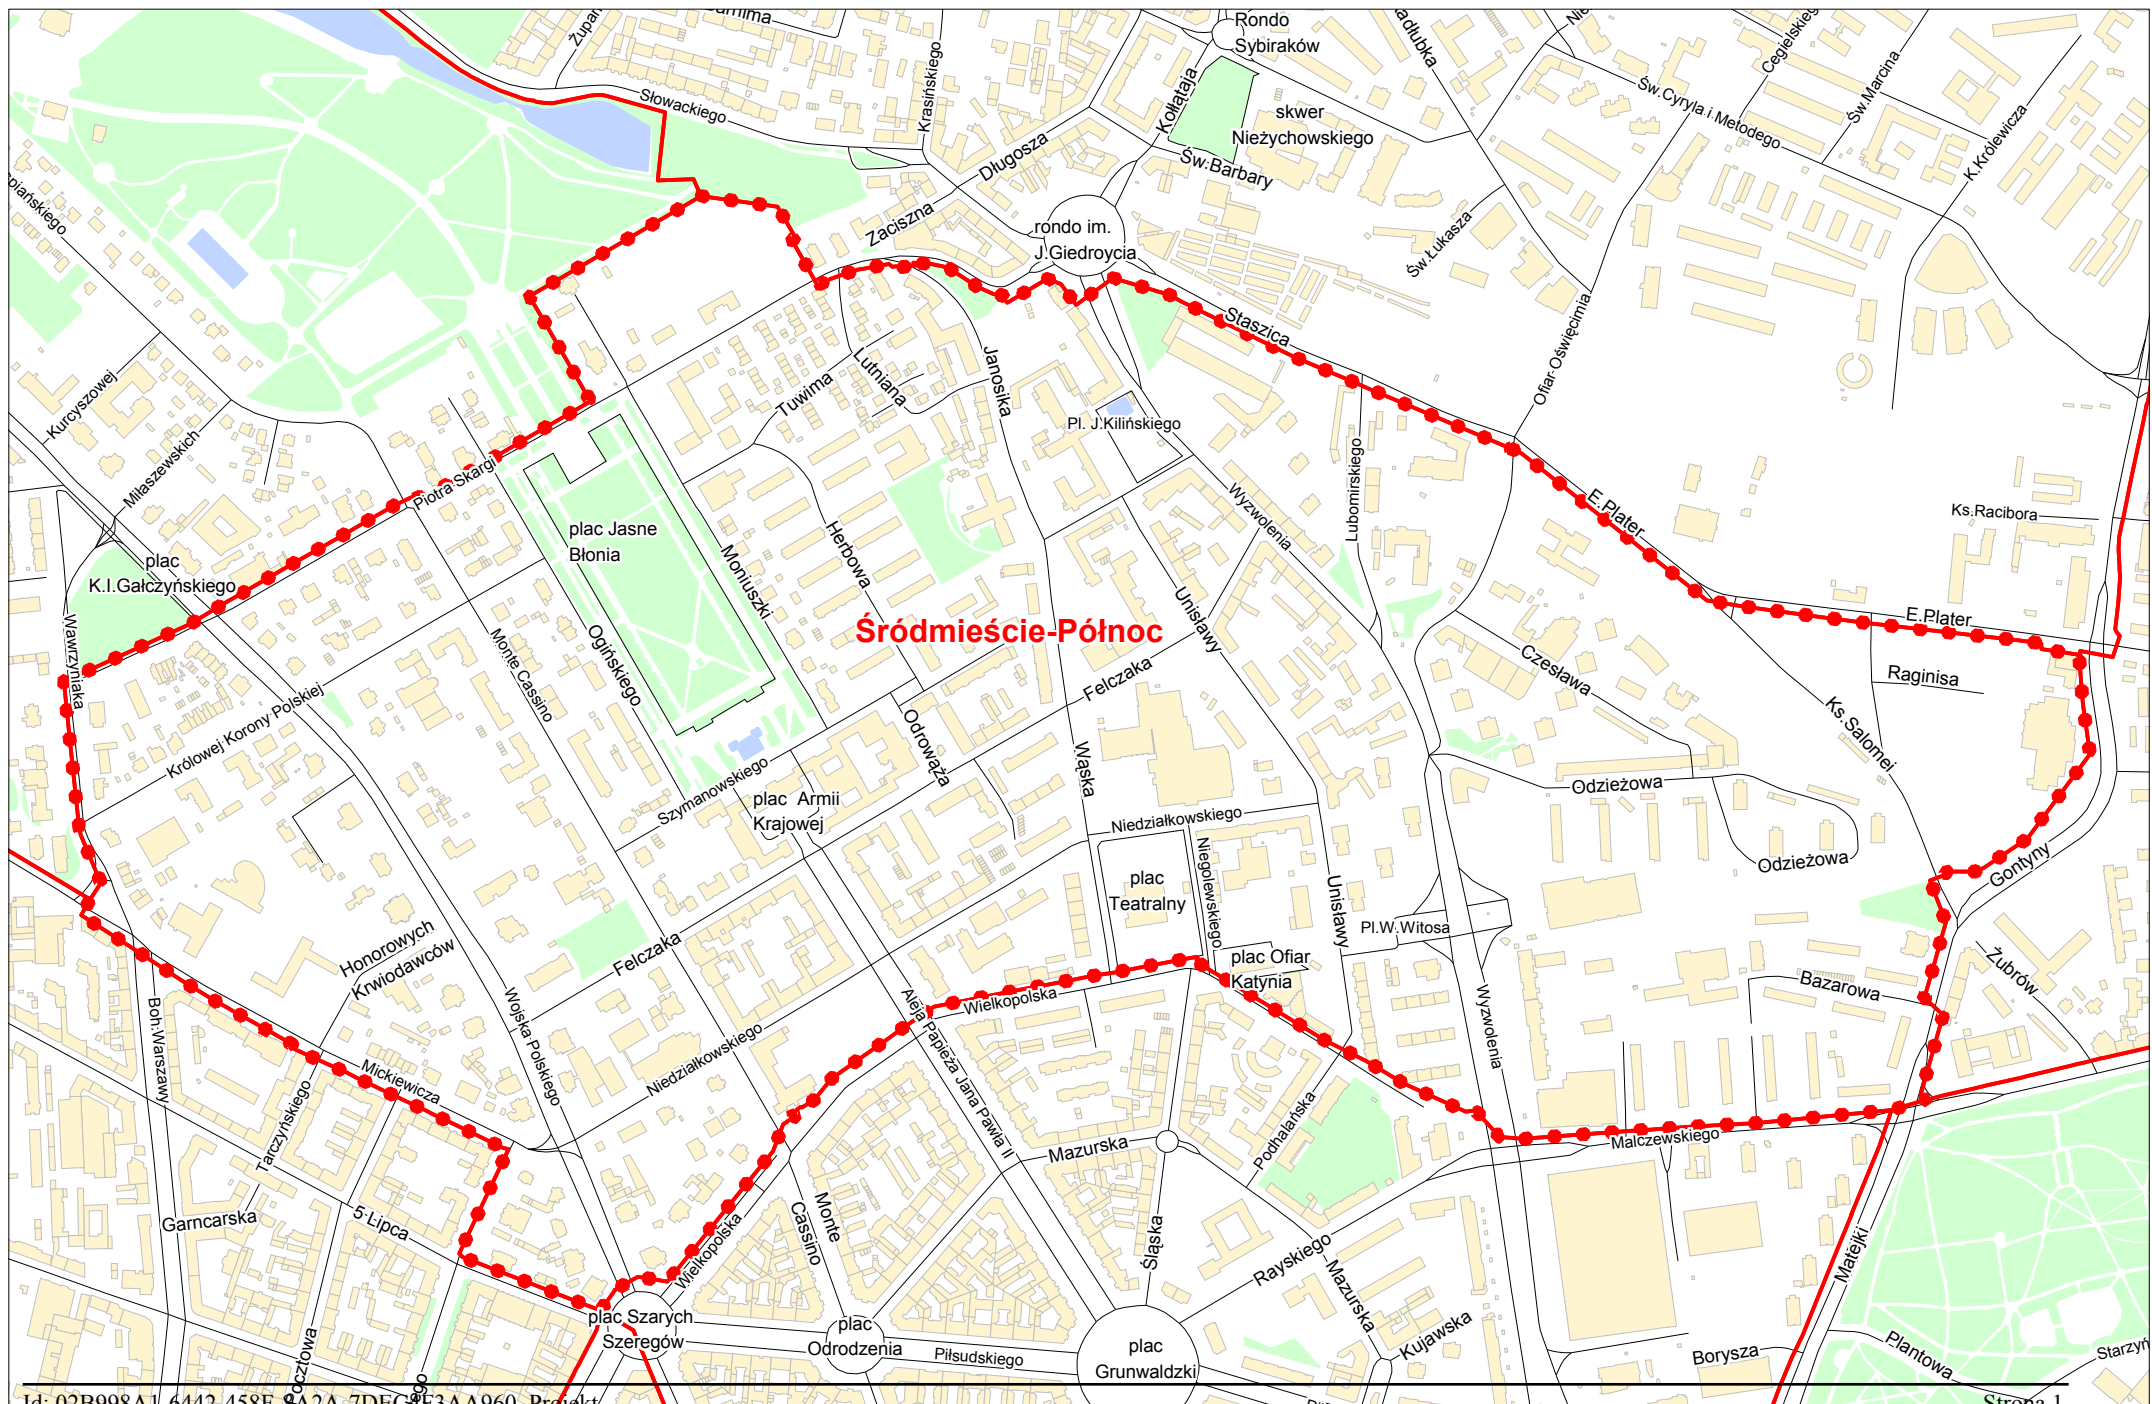 Rondo
Sybiraków
Krasińskiego
Słowackiego
Kołłątaja
skwer
Nieżychowskiego
Długosza
Św.Barbary
Zaciszna
rondo im.
J.Giedroycia
Św.Cyryla i Metodego
Św.Marcina
K.Królewicza
Św.Łukasza
Ofiar Oświęcimia
Staszica
Kurcyszowej
Miłaszewskich
Tuwima
Lutniana
Janosika
Pl. J.Kilińskiego
Lubomirskiego
Wyzwolenia
E.Plater
Ks.Racibora
Piotra Skargi
plac
K.I.Gałczyńskiego
plac Jasne
Błonia
Moniuszki
Herbowa
Unisławy
Śródmieście-Północ
Wawrzyniaka
Ogińskiego
Monte Cassino
Królowej Korony Polskiej
Felczaka
Odrowąża
Wąska
Czesława
E.Plater
Raginisa
Ks.Salomei
Szymanowskiego
plac Armii
Krajowej
Niedziałkowskiego
Odzieżowa
Odzieżowa
Gontyny
Niegolewskiego
plac
Teatralny
Unisławy
Pl.W.Witosa
plac Ofiar
Katynia
Honorowych
Krwiodawców
Felczaka
Wielkopolska
Aleja Papieża Jana Pawła II
Niedziałkowskiego
Wojska Polskiego
Boh.Warszawy
Mickiewicza
Tarczyńskiego
Wyzwolenia
Bazarowa
Żubrów
Malczewskiego
Mazurska
Podhalańska
Garncarska
5 Lipca
Wielkopolska
Monte
Cassino
Śląska
Rayskiego
Mazurska
Kujawska
Matejki
plac Szarych
Szeregów
plac
Odrodzenia
Piłsudskiego
plac
Grunwaldzki
Borysza
Plantowa
Pocztowa
Strona 1